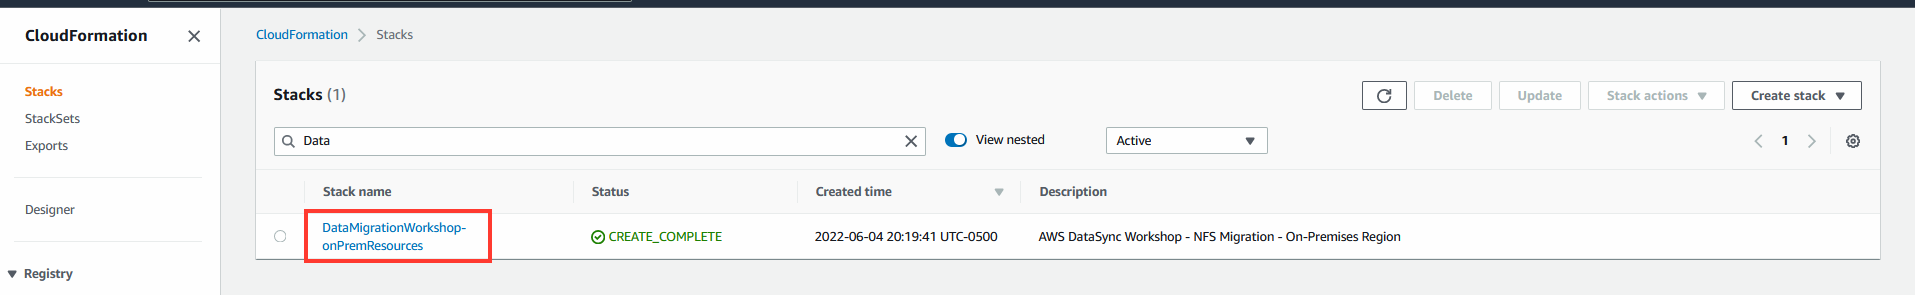 CloudFormation
Stacks
StackSets
Exports
Designer
Registry
CloudFormation > Stacks
Stacks (1)
Delete
Update
Stack actions
Create stack
Data
View nested
Active
1
Stack name
Status
Created time
Description
DataMigrationWorkshop-
onPremResources
CREATE_COMPLETE
2022-06-04 20:19:41 UTC-0500
AWS DataSync Workshop - NFS Migration - On-Premises Region